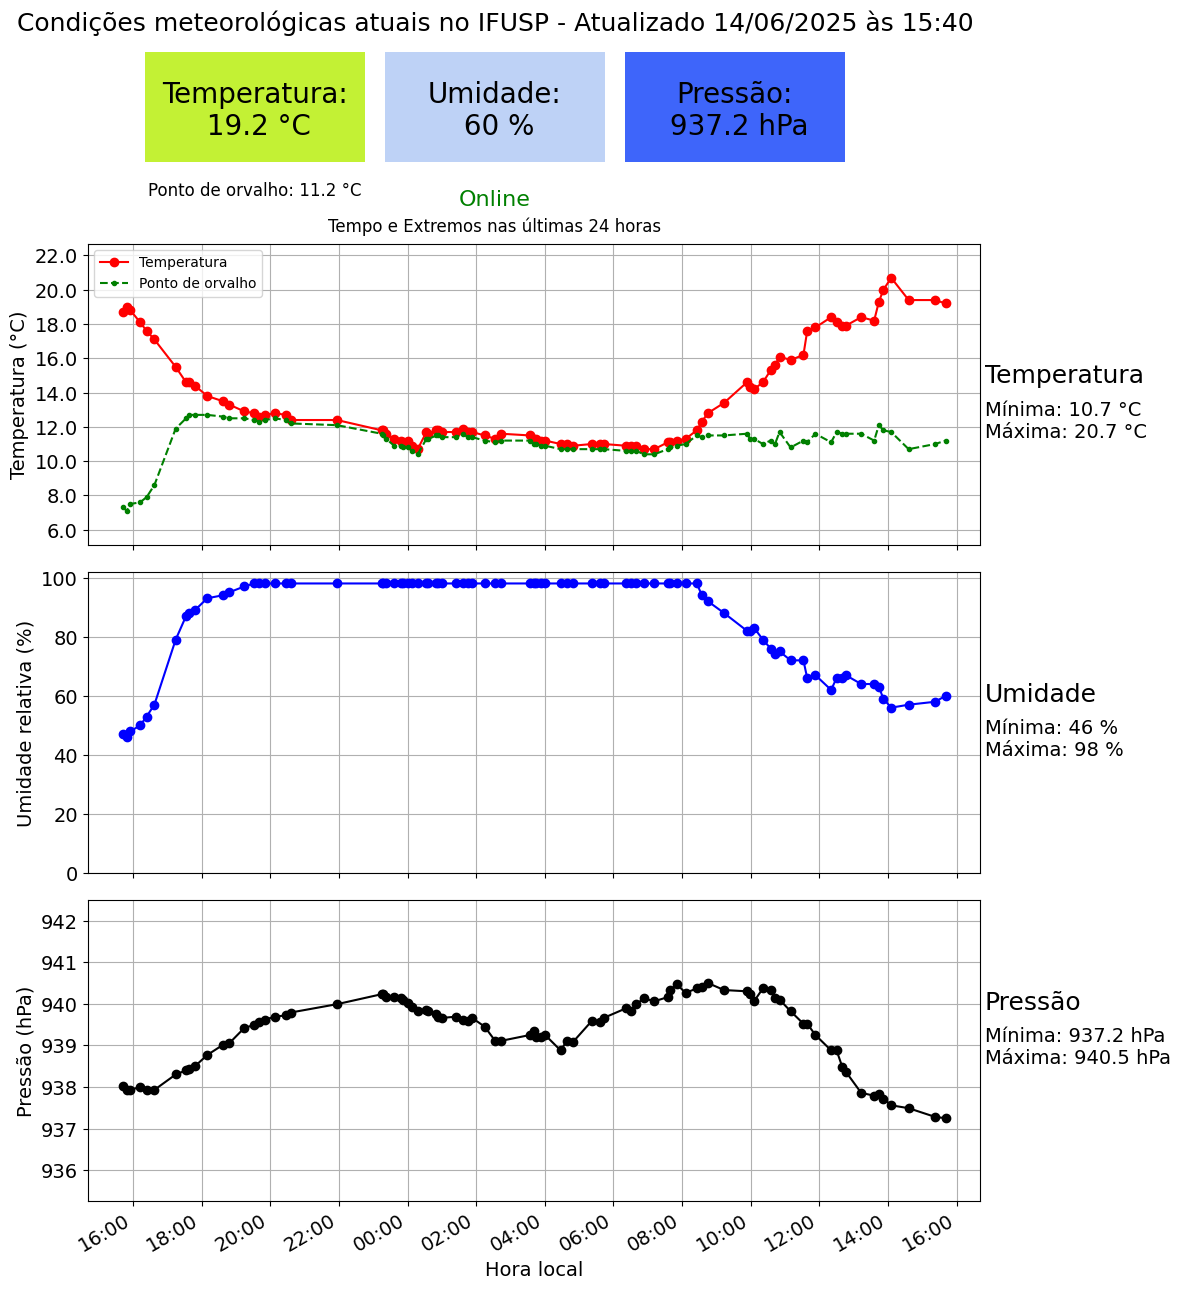 Condições meteorológicas atuais no IFUSP - Atualizado 14/06/2025 às 15:40
Temperatura:
19.2 °C
Umidade:
60 %
Pressão:
937.2 hPa
Ponto de orvalho: 11.2 °C
Online
Tempo e Extremos nas últimas 24 horas
Temperatura
Ponto de orvalho
Temperatura (°C)
22.0
20.0
18.0
16.0
14.0
12.0
10.0
8.0
6.0
Temperatura
Mínima: 10.7 °C
Máxima: 20.7 °C
Umidade relativa (%)
100
80
60
40
20
0
Umidade
Mínima: 46 %
Máxima: 98 %
Pressão (hPa)
942
941
940
939
938
937
936
Pressão
Mínima: 937.2 hPa
Máxima: 940.5 hPa
16:00
18:00
20:00
22:00
00:00
02:00
04:00
06:00
08:00
10:00
12:00
14:00
16:00
Hora local